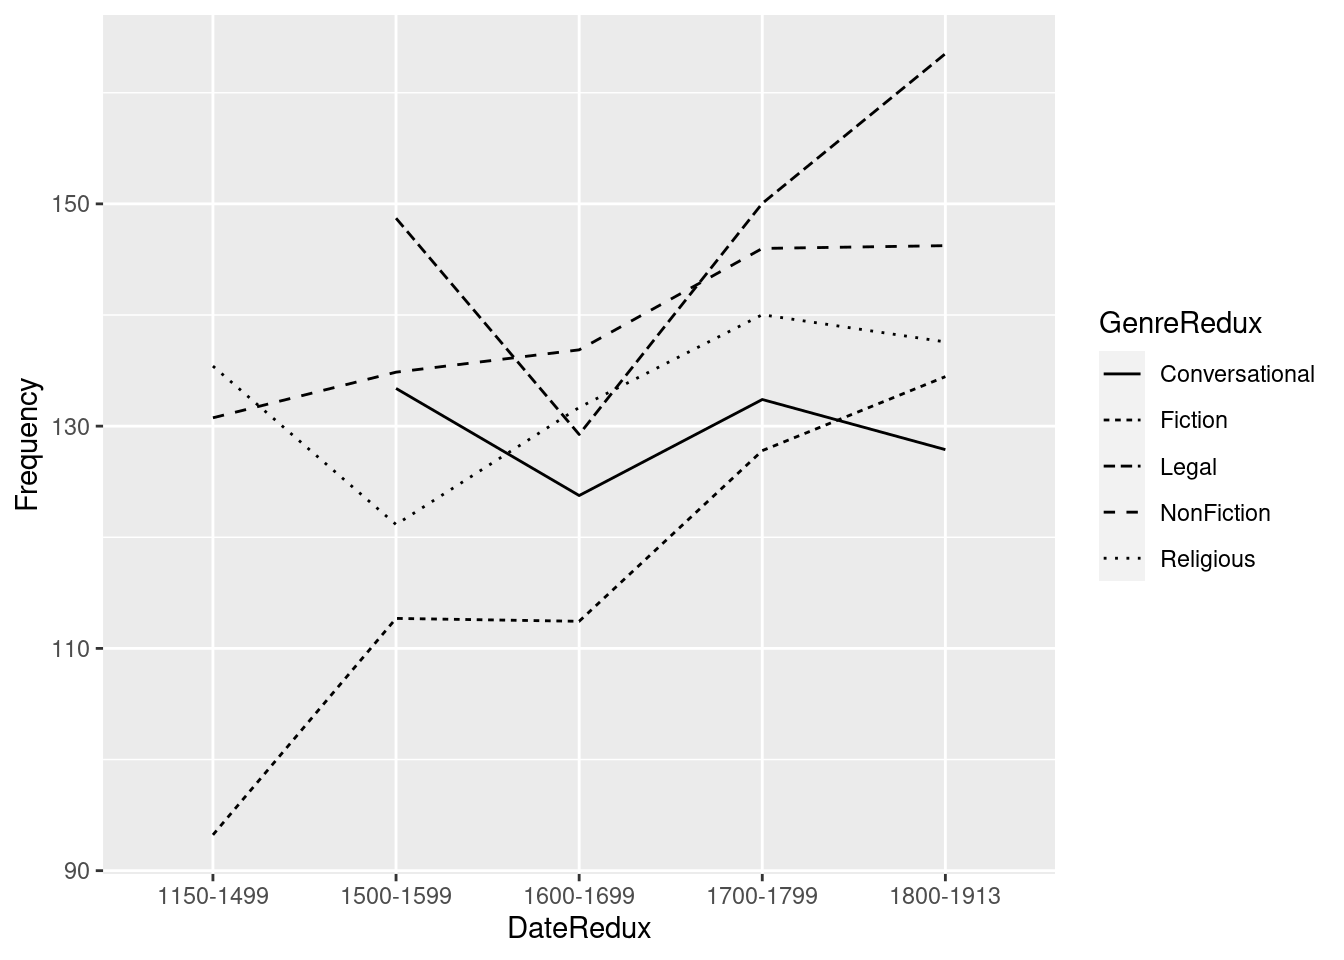 150
130
110
90
Frequency
1150-1499 1500-1599 1600-1699 1700-1799 1800-1913
DateRedux
GenreRedux
Conversational
Fiction
Legal
NonFiction
Religious